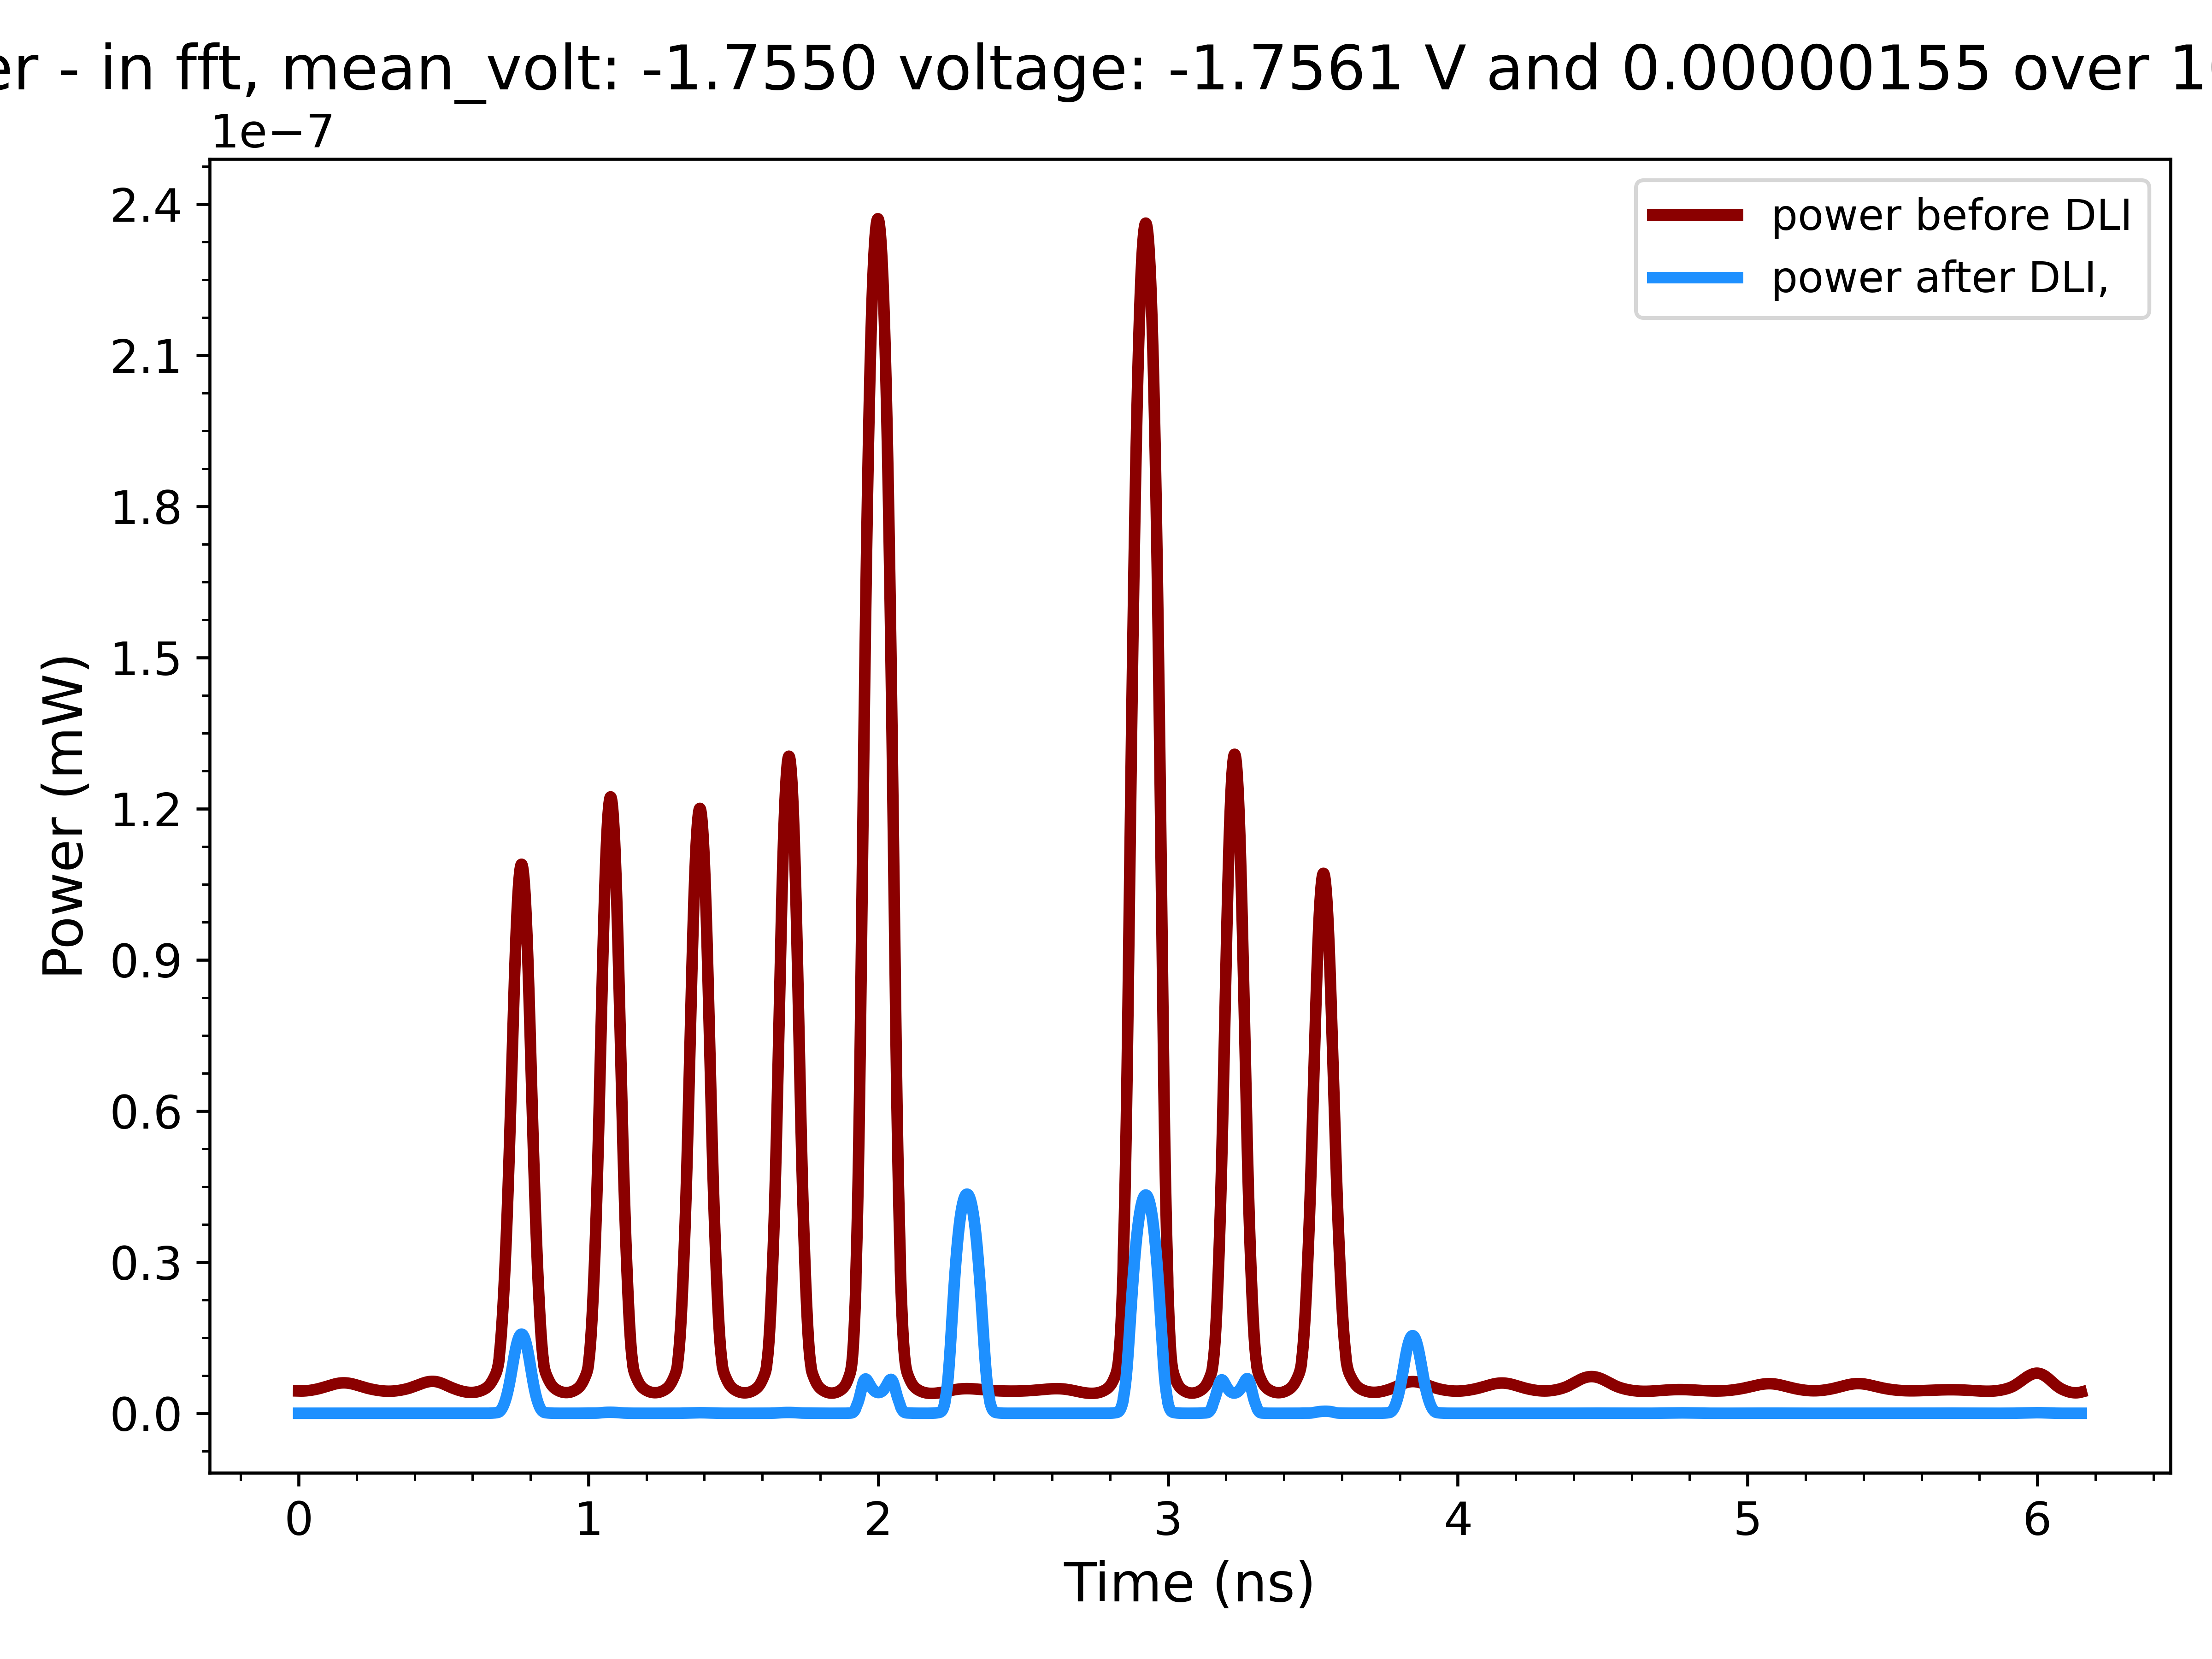 er - in fft, mean_volt: -1.7550 voltage: -1.7561 V and 0.00000155 over 1
1e−7
power before DLI
power after DLI,
2.4
2.1
1.8
1.5
1.2
0.9
0.6
0.3
0.0
Power (mW)
0 1 2 3 4 5 6
Time (ns)